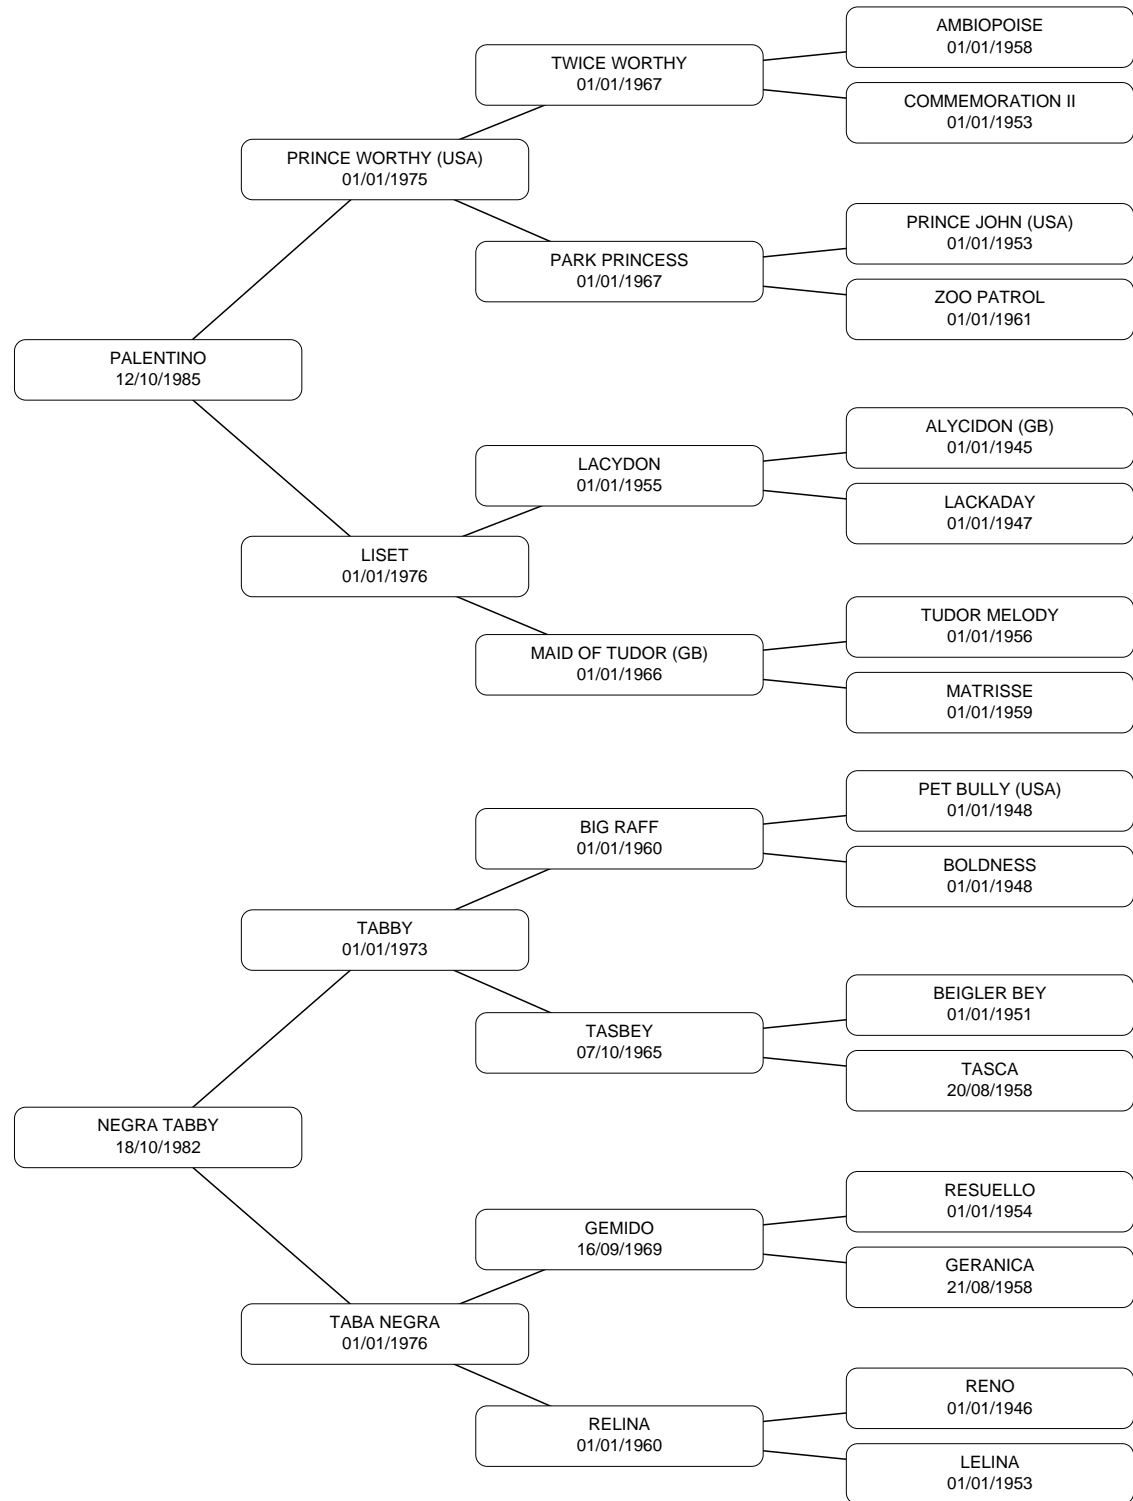 AMBIOPOISE
01/01/1958
TWICE WORTHY
01/01/1967
COMMEMORATION II
01/01/1953
PRINCE WORTHY (USA)
01/01/1975
PRINCE JOHN (USA)
01/01/1953
PARK PRINCESS
01/01/1967
ZOO PATROL
01/01/1961
PALENTINO
12/10/1985
ALYCIDON (GB)
01/01/1945
LACYDON
01/01/1955
LACKADAY
01/01/1947
LISET
01/01/1976
TUDOR MELODY
01/01/1956
MAID OF TUDOR (GB)
01/01/1966
MATRISSE
01/01/1959
PET BULLY (USA)
01/01/1948
BIG RAFF
01/01/1960
BOLDNESS
01/01/1948
TABBY
01/01/1973
BEIGLER BEY
01/01/1951
TASBEY
07/10/1965
TASCA
20/08/1958
NEGRA TABBY
18/10/1982
RESUELLO
01/01/1954
GEMIDO
16/09/1969
GERANICA
21/08/1958
TABA NEGRA
01/01/1976
RENO
01/01/1946
RELINA
01/01/1960
LELINA
01/01/1953